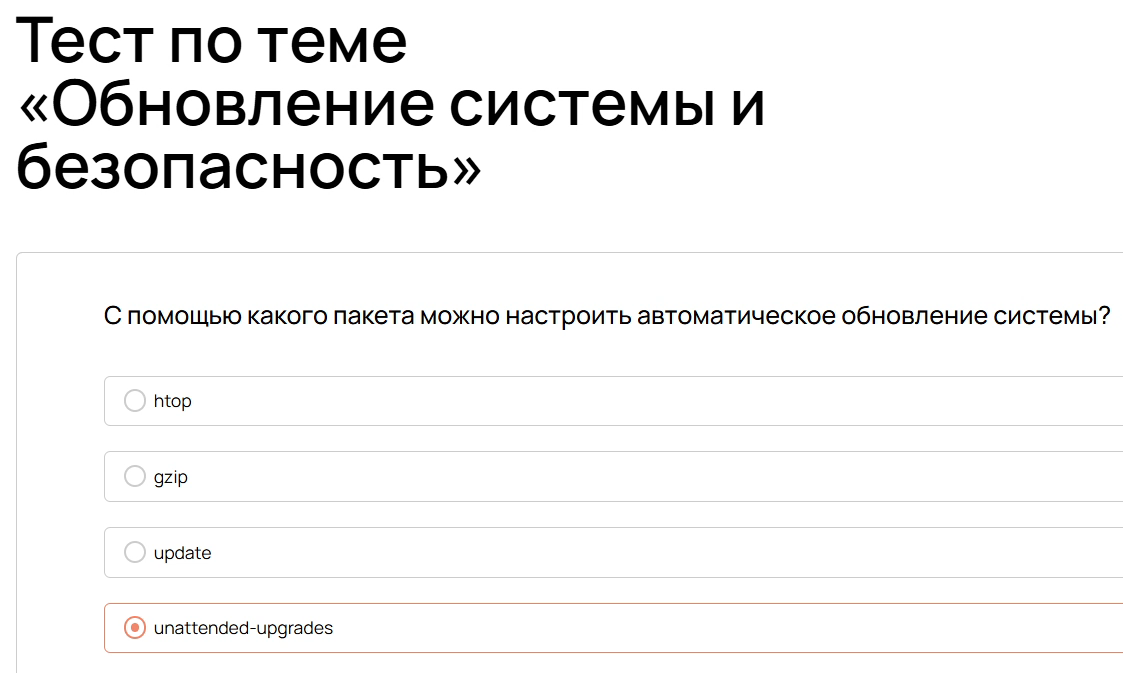 Тест по теме
«Обновление системы и
безопасность»
С помощью какого пакета можно настроить автоматическое обновление системы?
htop
gzip
update
unattended-upgrades